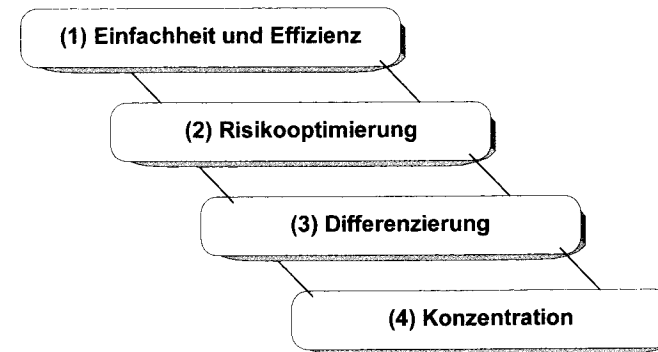 (1) Einfachheit und Effizienz
(2) Risikooptimierung
(3) Differenzierung
(4) Konzentration